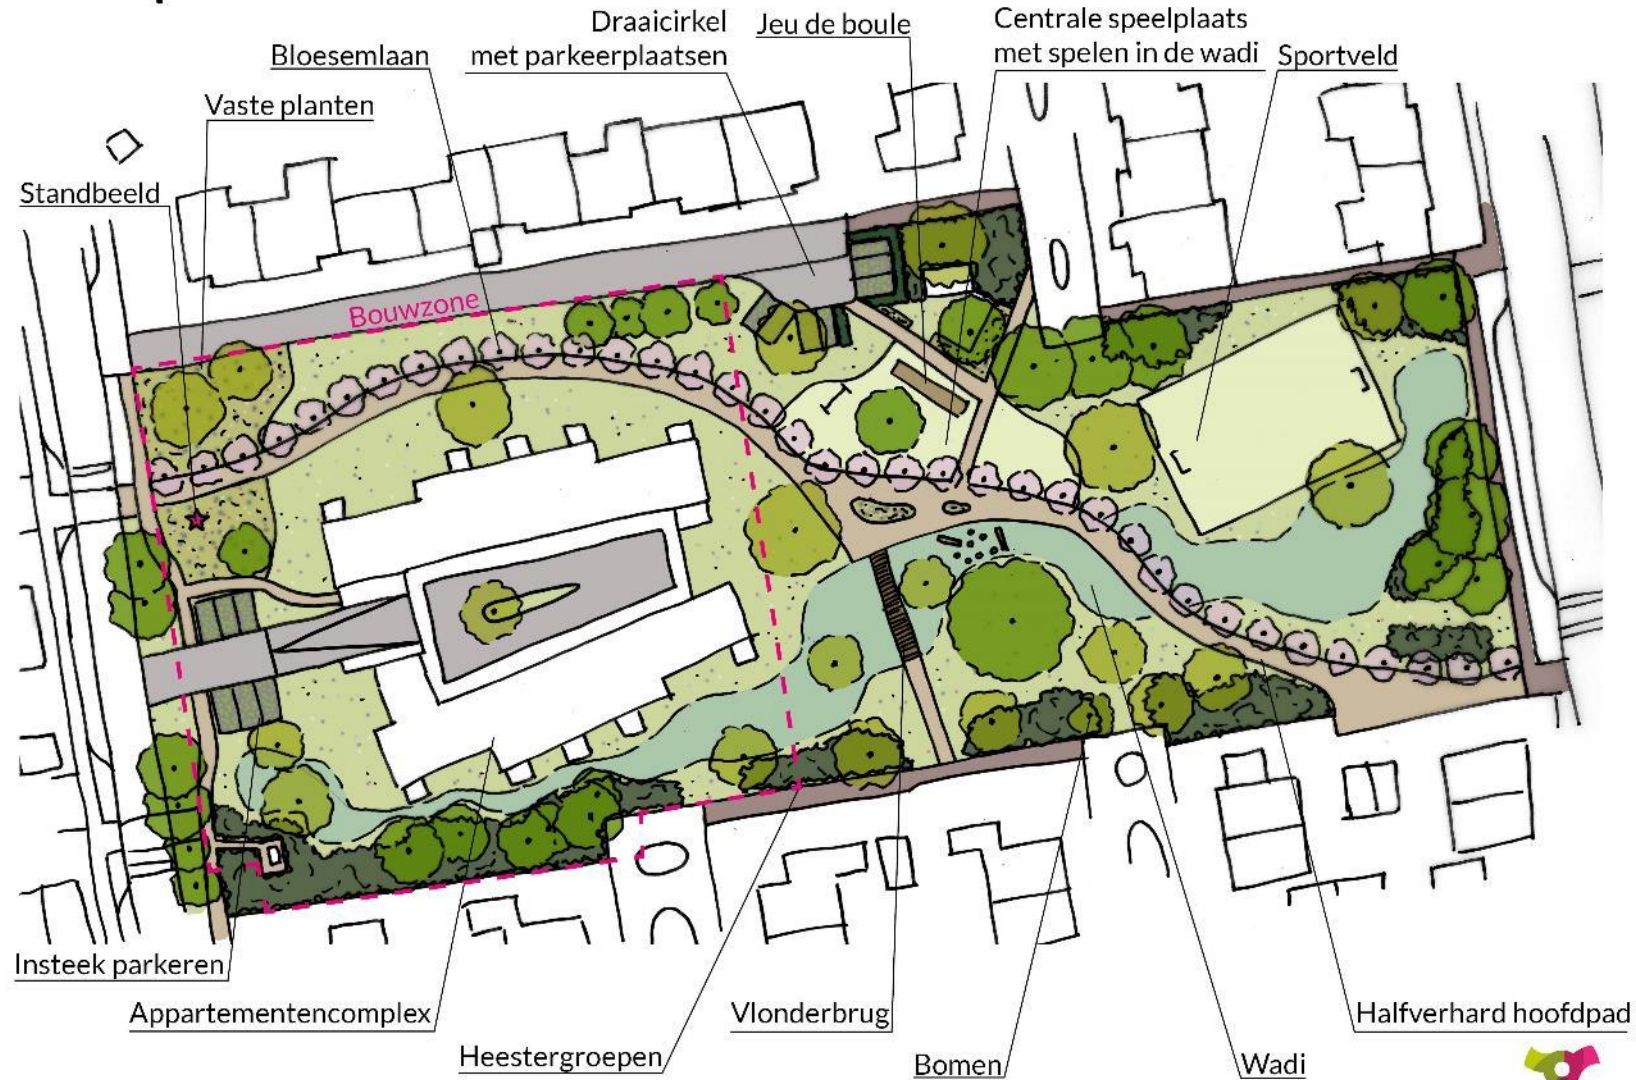 Draaicirkel
met parkeerplaatsen
Jeu de boule
Centrale speelplaats
met spelen in de wadi
Sportveld
Bloesemlaan
Vaste planten
Standbeeld
Bouwzone
Insteek parkeren
Appartementencomplex
Heestergroepen
Vlonderbrug
Bomen
Wadi
Halfverhard hoofdpad